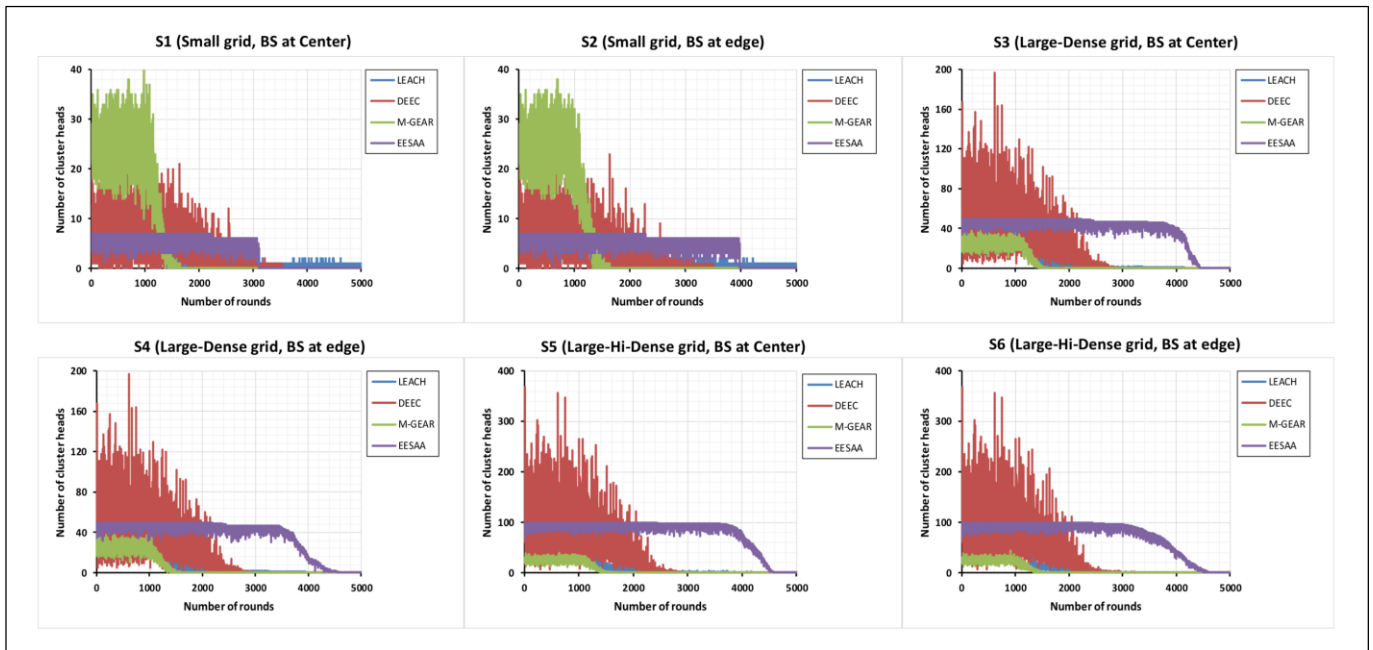 S1 (Small grid, BS at Center)
Number of cluster heads
40
30
20
10
0
0 1000 2000 3000 4000 5000
Number of rounds
LEACH
DEEC
M-GEAR
EESAA
S2 (Small grid, BS at edge)
Number of cluster heads
40
30
20
10
0
0 1000 2000 3000 4000 5000
Number of rounds
LEACH
DEEC
M-GEAR
EESAA
S3 (Large-Dense grid, BS at Center)
Number of cluster heads
200
160
120
80
40
0
0 1000 2000 3000 4000 5000
Number of rounds
LEACH
DEEC
M-GEAR
EESAA
S4 (Large-Dense grid, BS at edge)
Number of cluster heads
200
160
120
80
40
0
0 1000 2000 3000 4000 5000
Number of rounds
LEACH
DEEC
M-GEAR
EESAA
S5 (Large-Hi-Dense grid, BS at Center)
Number of cluster heads
400
300
200
100
0
0 1000 2000 3000 4000 5000
Number of rounds
LEACH
DEEC
M-GEAR
EESAA
S6 (Large-Hi-Dense grid, BS at edge)
Number of cluster heads
400
300
200
100
0
0 1000 2000 3000 4000 5000
Number of rounds
LEACH
DEEC
M-GEAR
EESAA